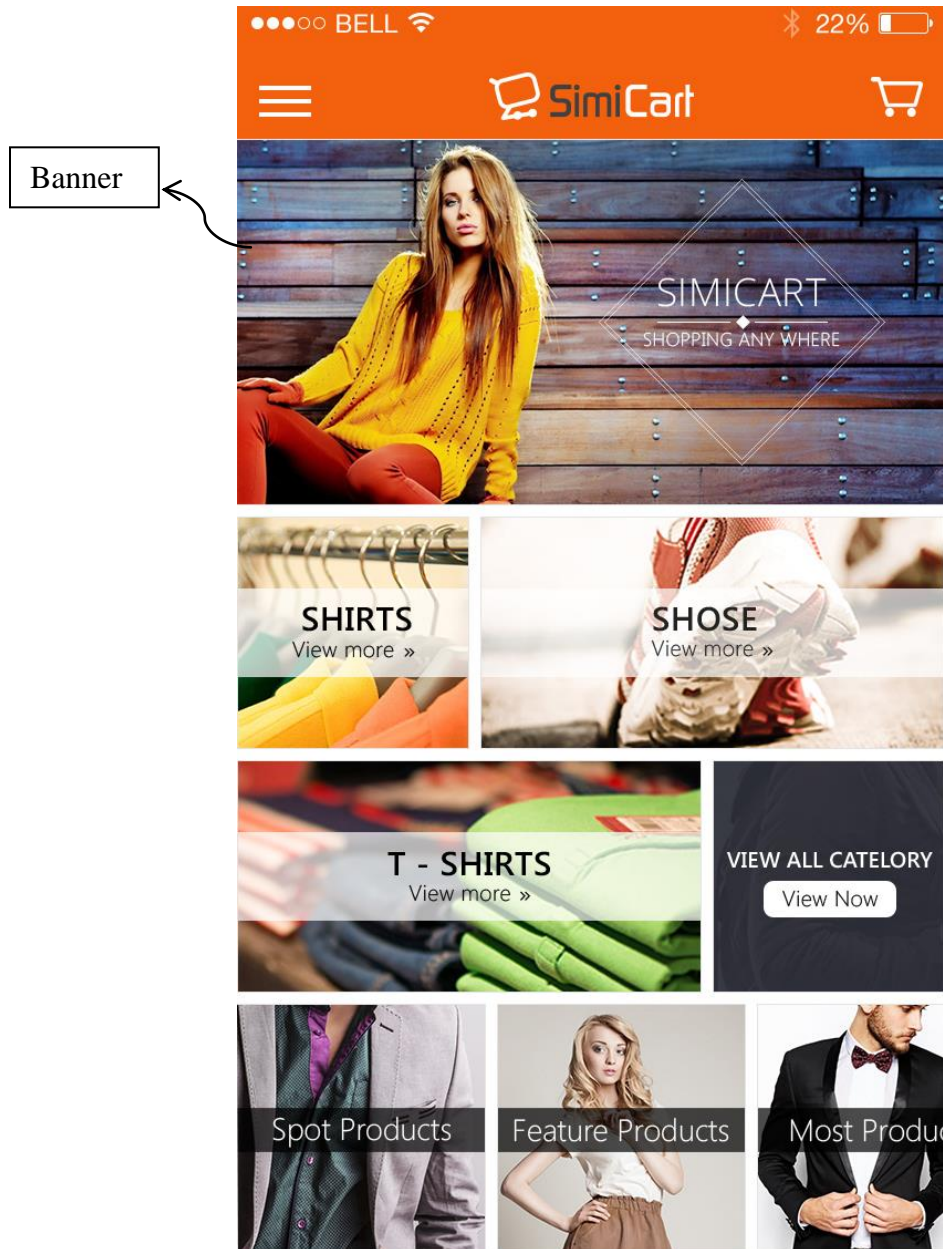 BELL 22%
SimiCart
Banner
SIMICART
SHOPPING ANY WHERE
SHIRTS
View more »
SHOSE
View more »
T - SHIRTS
View more »
VIEW ALL CATELORY
View Now
Spot Products
Feature Products
Most Produc